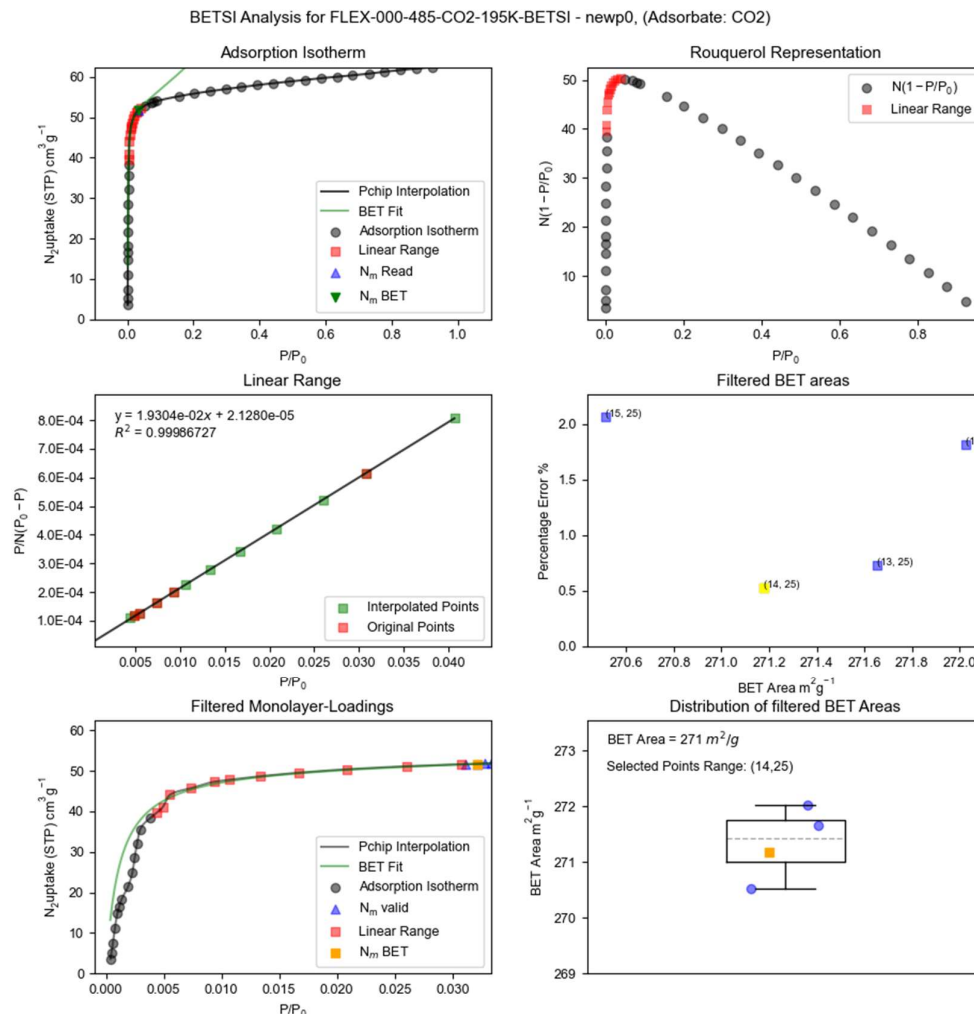 BETSI Analysis for FLEX-000-485-CO2-195K-BETSI - newp0, (Adsorbate: CO2)
Adsorption Isotherm
N₂uptake (STP) cm³ g⁻¹
60
50
40
30
20
10
0
Pchip Interpolation
BET Fit
Adsorption Isotherm
Linear Range
Nₘ Read
Nₘ BET
0.0 0.2 0.4 0.6 0.8 1.0
P/P₀
Rouquerol Representation
N(1−P/P₀)
50
40
30
20
10
N(1−P/P₀)
Linear Range
0.0 0.2 0.4 0.6 0.8
P/P₀
Linear Range
P/N(P₀−P)
y = 1.9304e-02x + 2.1280e-05
R² = 0.99986727
8.0E-04
7.0E-04
6.0E-04
5.0E-04
4.0E-04
3.0E-04
2.0E-04
1.0E-04
Interpolated Points
Original Points
0.005 0.010 0.015 0.020 0.025 0.030 0.035 0.040
P/P₀
Filtered BET areas
Percentage Error %
2.0
1.5
1.0
0.5
0.0
(15, 25)
(1
(13, 25)
(14, 25)
270.6 270.8 271.0 271.2 271.4 271.6 271.8 272.0
BET Area m²g⁻¹
Filtered Monolayer-Loadings
N₂uptake (STP) cm³ g⁻¹
60
50
40
30
20
10
0
Pchip Interpolation
BET Fit
Adsorption Isotherm
Nₘ valid
Linear Range
Nₘ BET
0.000 0.005 0.010 0.015 0.020 0.025 0.030
P/P₀
Distribution of filtered BET Areas
BET Area m²g⁻¹
BET Area = 271 m²/g
Selected Points Range: (14,25)
273
272
271
270
269